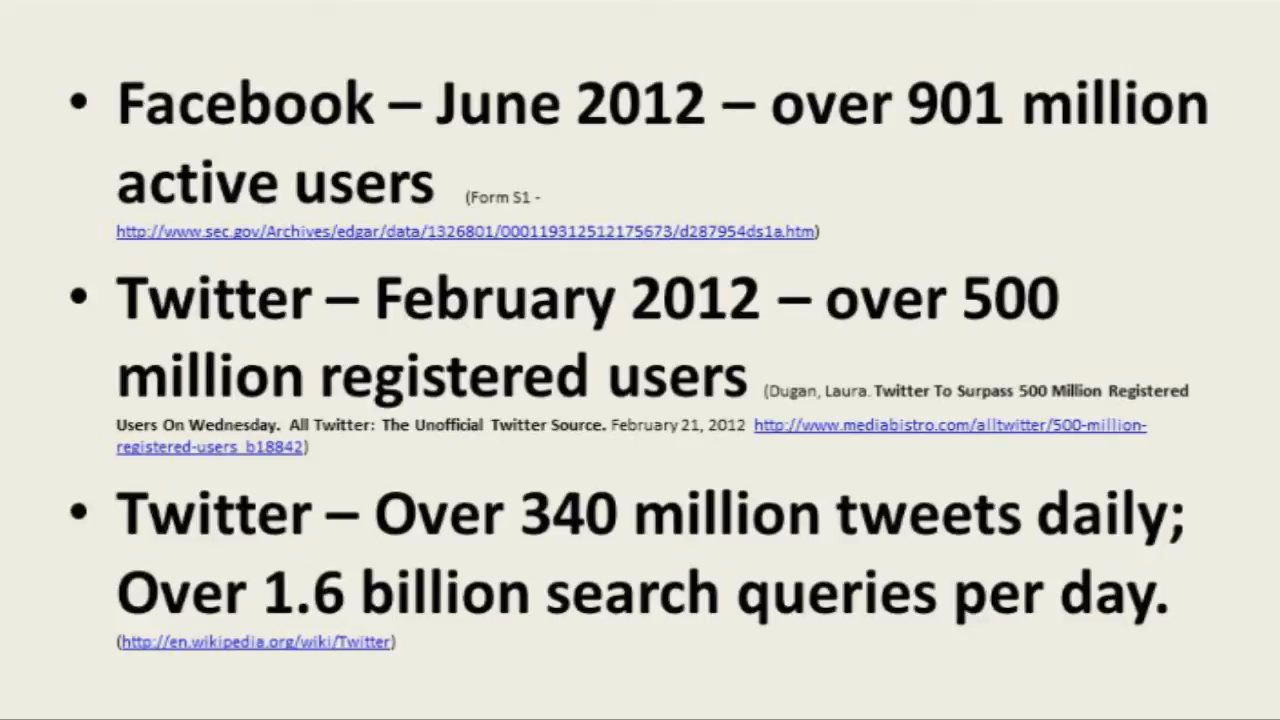 • Facebook – June 2012 – over 901 million
active users (Form S1 -
http://www.sec.gov/Archives/edgar/data/1326801/000119312512175673/d287954ds1a.htm)
• Twitter – February 2012 – over 500
million registered users (Dugan, Laura. Twitter To Surpass 500 Million Registered
Users On Wednesday. All Twitter: The Unofficial Twitter Source. February 21, 2012 http://www.mediabistro.com/alltwitter/500-million-
registered-users_b18842)
• Twitter – Over 340 million tweets daily;
Over 1.6 billion search queries per day.
(http://en.wikipedia.org/wiki/Twitter)